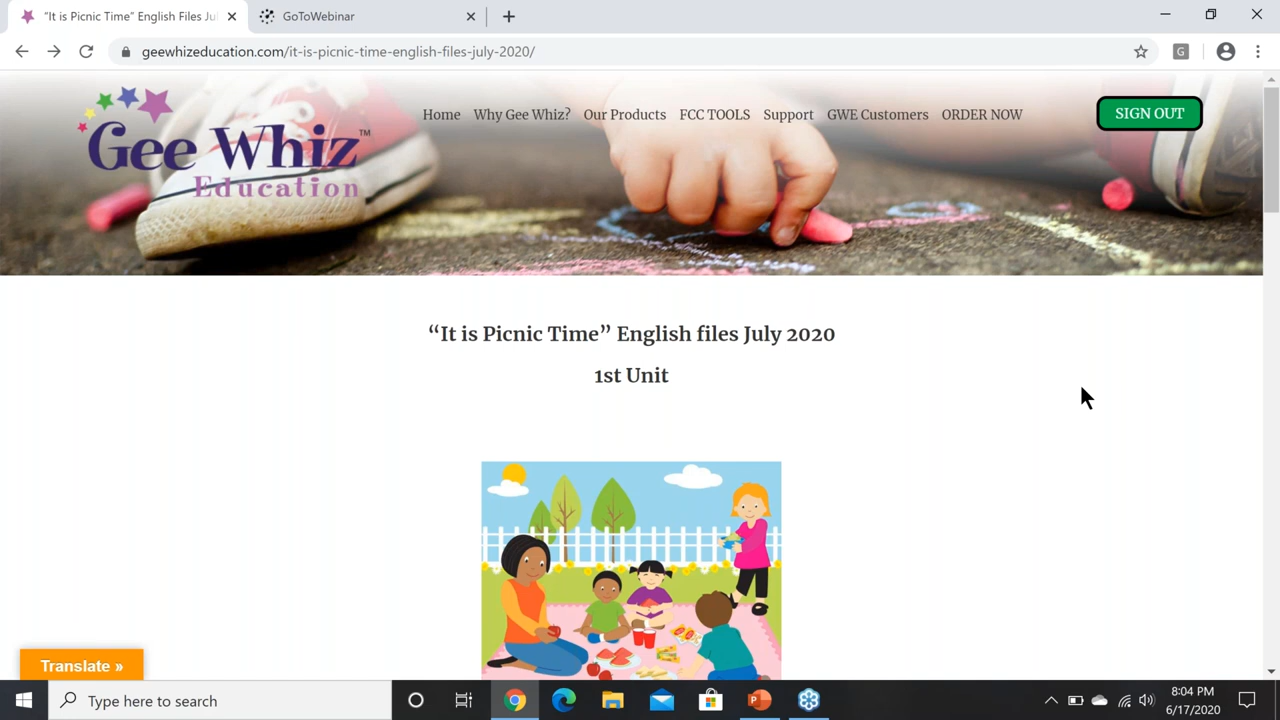 “It is Picnic Time” English Files Jul
GoToWebinar
geewhizeducation.com/it-is-picnic-time-english-files-july-2020/
G
Gee Whiz™
Education
Home Why Gee Whiz? Our Products FCC TOOLS Support GWE Customers ORDER NOW
SIGN OUT
“It is Picnic Time” English files July 2020
1st Unit
Translate »
Type here to search
8:04 PM
6/17/2020